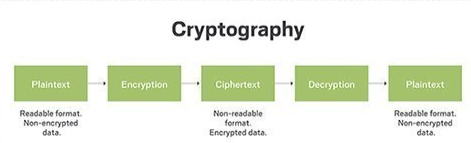 Cryptography
Plaintext
Encryption
Ciphertext
Decryption
Plaintext
Readable format.
Non-encrypted
data.
Non-readable
format.
Encrypted data.
Readable format.
Non-encrypted
data.